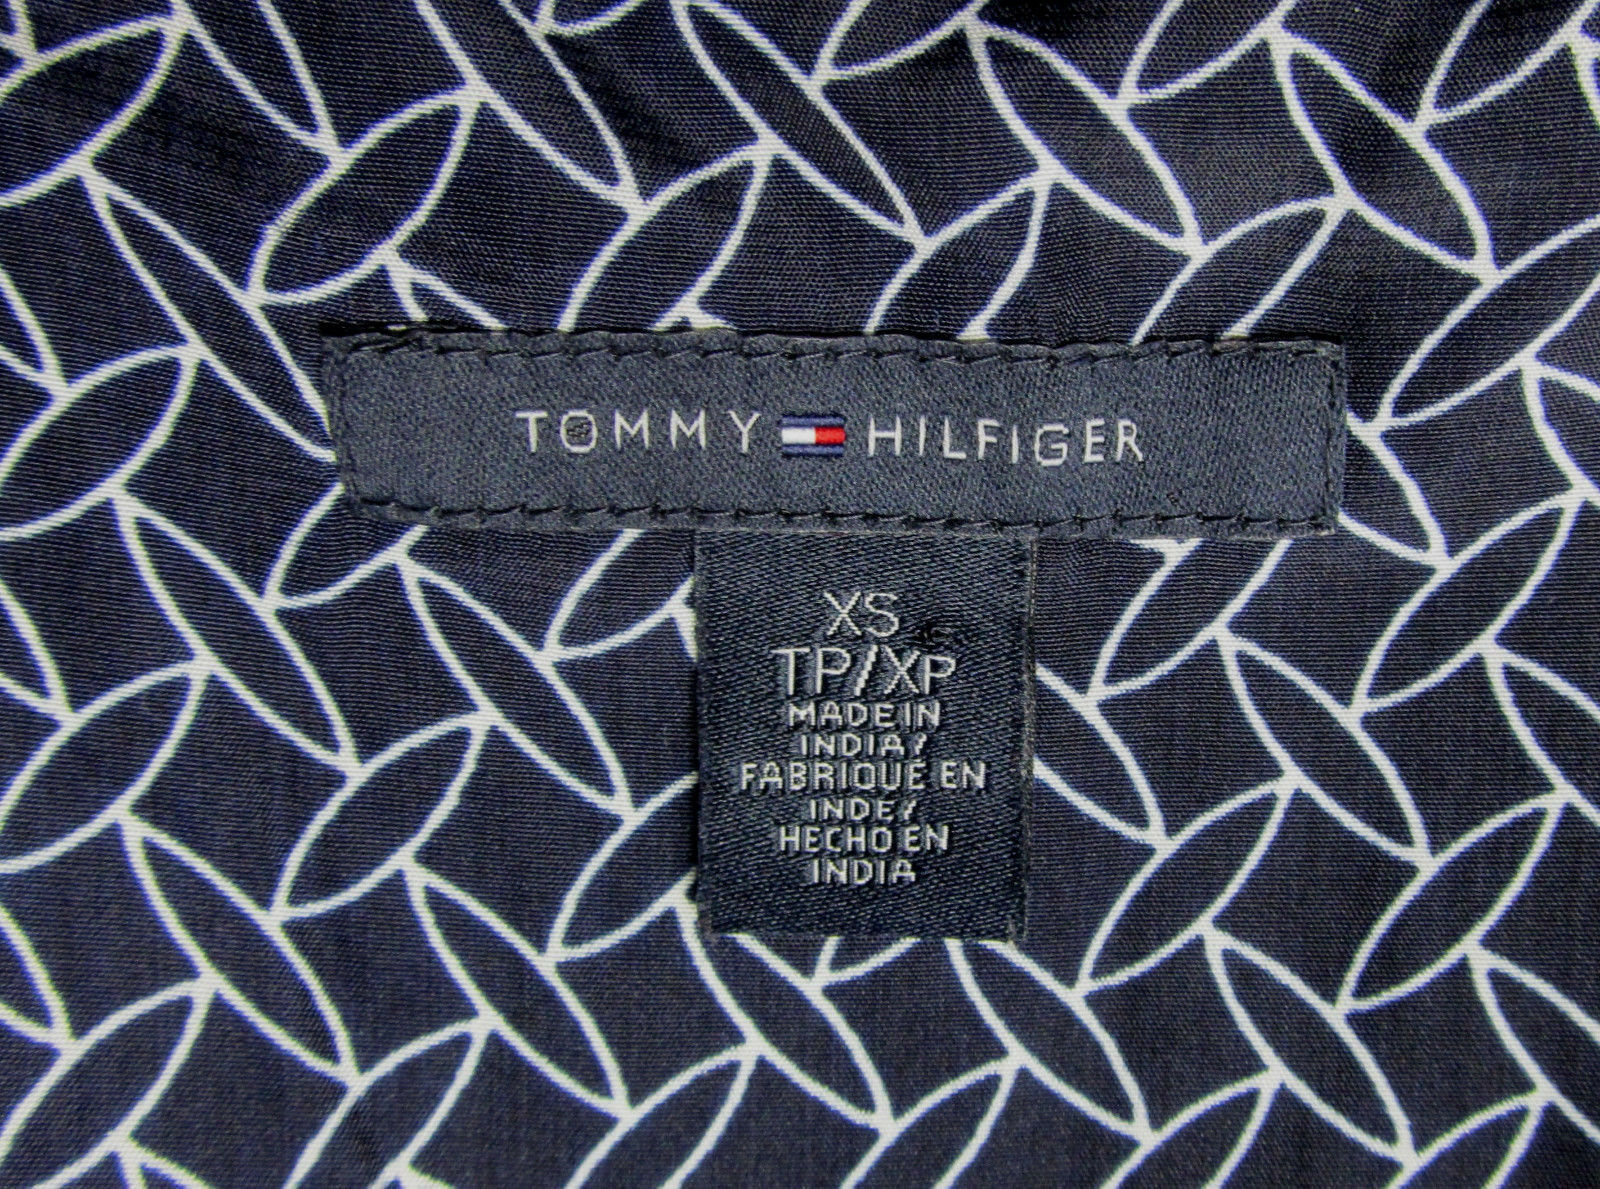 TOMMY HILFIGER
XS
TP/XP
MADE IN
INDIA/
FABRIQUÉ EN
INDE/
HECHO EN
INDIA